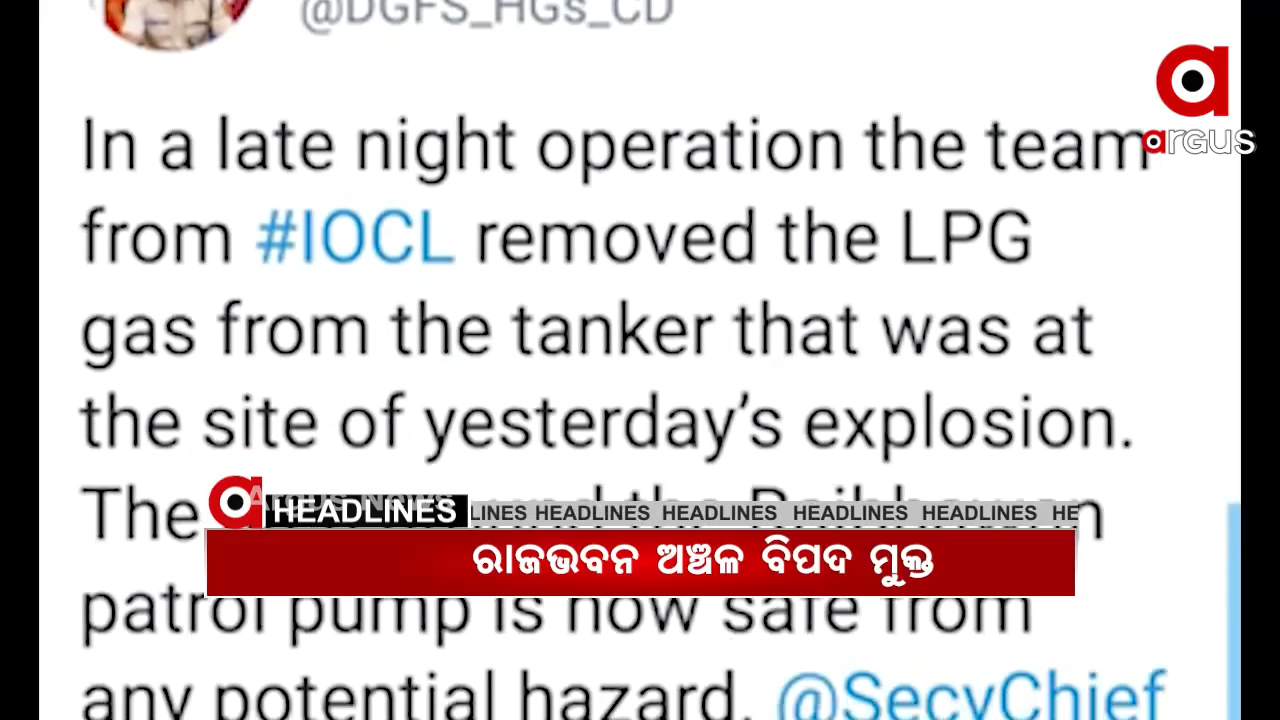 @DGFS_HGs_CD
argus
In a late night operation the team
from #IOCL removed the LPG
gas from the tanker that was at
the site of yesterday's explosion.
The
HEADLINES
LINES HEADLINES HEADLINES HEADLINES HEADLINES HE
ରାଜଭବନ ଅଞ୍ଚଳ ବିପଦ ମୁକ୍ତ
patrol pump is now safe from
any potential hazard. @SecyChief